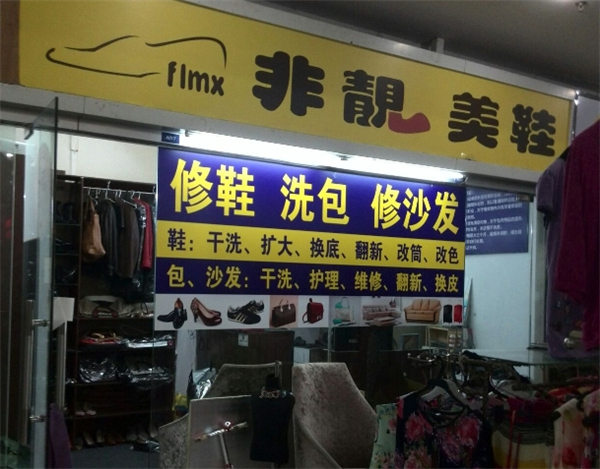 flmx 非靓美鞋
修鞋 洗包 修沙发
鞋：干洗、扩大、换底、翻新、改筒、改色
包、沙发：干洗、护理、维修、翻新、换皮